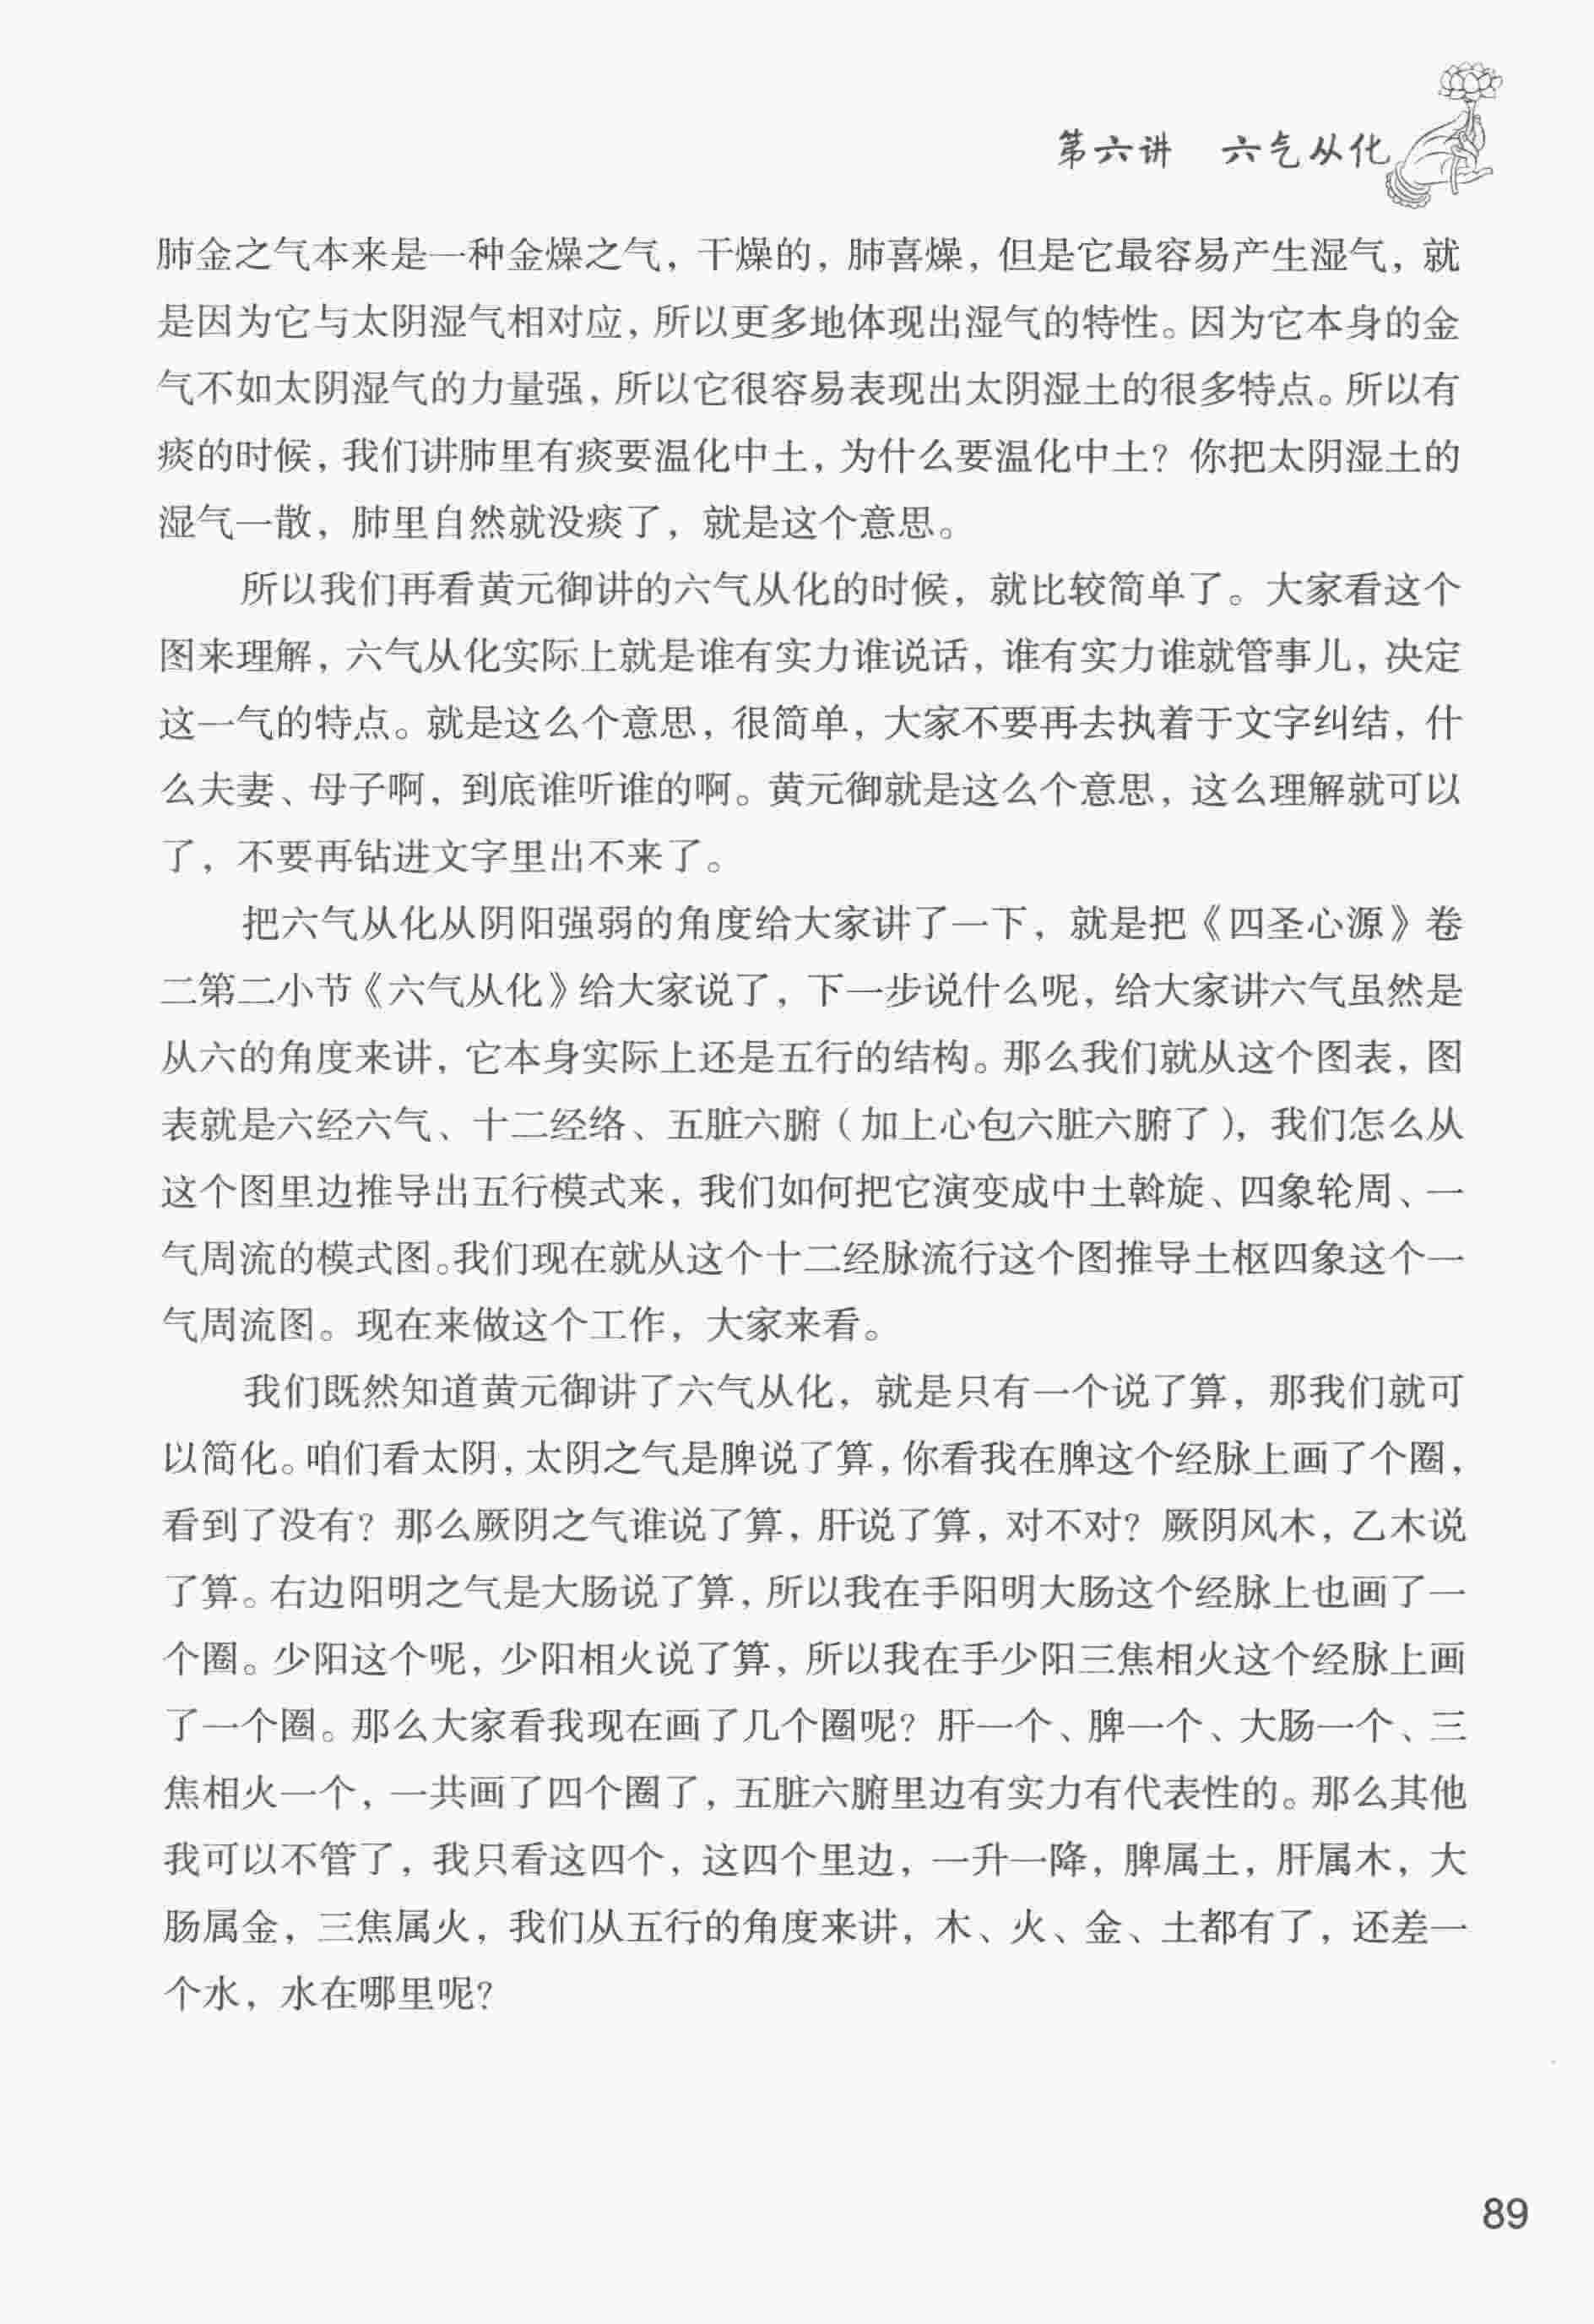 第六讲 六气从化
肺金之气本来是一种金燥之气，干燥的，肺喜燥，但是它最容易产生湿气，就
是因为它与太阴湿气相对应，所以更多地体现出湿气的特性。因为它本身的金
气不如太阴湿气的力量强，所以它很容易表现出太阴湿土的很多特点。所以有
痰的时候，我们讲肺里有痰要温化中土，为什么要温化中土？你把太阴湿土的
湿气一散，肺里自然就没痰了，就是这个意思。
所以我们再看黄元御讲的六气从化的时候，就比较简单了。大家看这个
图来理解，六气从化实际上就是谁有实力谁说话，谁有实力谁就管事儿，决定
这一气的特点。就是这么个意思，很简单，大家不要再去执着于文字纠结，什
么夫妻、母子啊，到底谁听谁的啊。黄元御就是这么个意思，这么理解就可以
了，不要再钻进文字里出不来了。
把六气从化从阴阳强弱的角度给大家讲了一下，就是把《四圣心源》卷
二第二小节《六气从化》给大家说了，下一步说什么呢，给大家讲六气虽然是
从六的角度来讲，它本身实际上还是五行的结构。那么我们就从这个图表，图
表就是六经六气、十二经络、五脏六腑（加上心包六脏六腑了），我们怎么从
这个图里边推导出五行模式来，我们如何把它演变成中土斡旋、四象轮周、一
气周流的模式图。我们现在就从这个十二经脉流行这个图推导土枢四象这个一
气周流图。现在来做这个工作，大家来看。
我们既然知道黄元御讲了六气从化，就是只有一个说了算，那我们就可
以简化。咱们看太阴，太阴之气是脾说了算，你看我在脾这个经脉上画了个圈，
看到了没有？那么厥阴之气谁说了算，肝说了算，对不对？厥阴风木，乙木说
了算。右边阳明之气是大肠说了算，所以我在手阳明大肠这个经脉上也画了一
个圈。少阳这个呢，少阳相火说了算，所以我在手少阳三焦相火这个经脉上画
了一个圈。那么大家看我现在画了几个圈呢？肝一个、脾一个、大肠一个、三
焦相火一个，一共画了四个圈了，五脏六腑里边有实力有代表性的。那么其他
我可以不管了，我只看这四个，这四个里边，一升一降，脾属土，肝属木，大
肠属金，三焦属火，我们从五行的角度来讲，木、火、金、土都有了，还差一
个水，水在哪里呢？
89